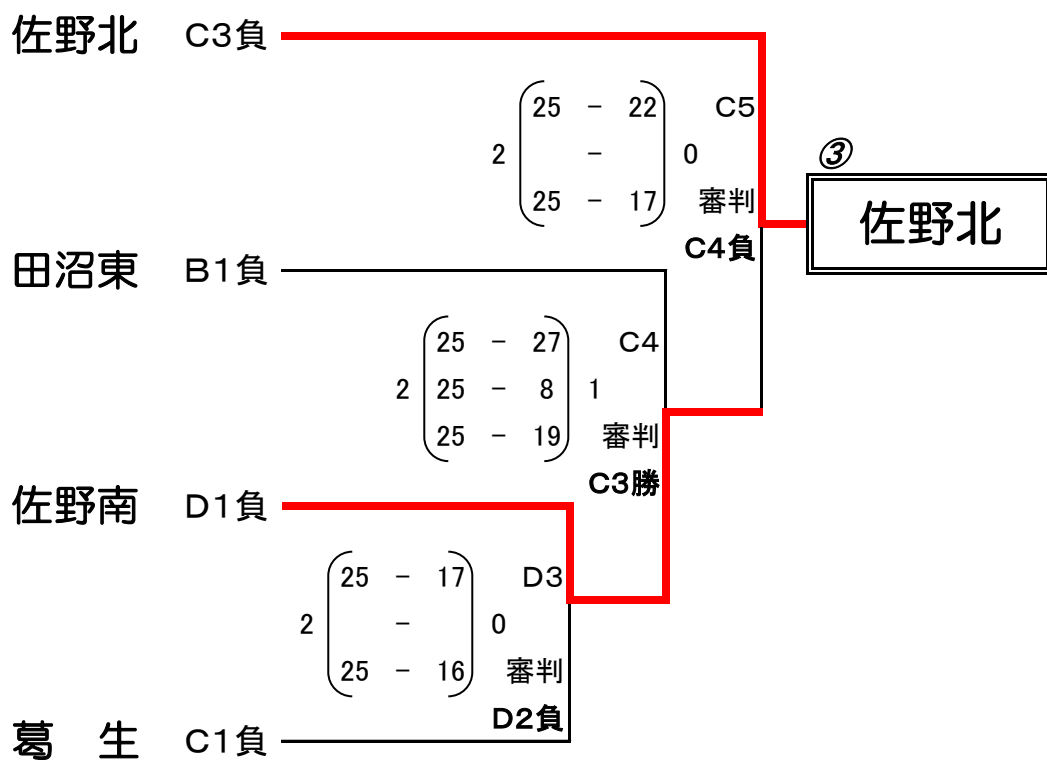 佐野北 C3負
25 - 22 C5
③
2 - 0
25 - 17 審判
佐野北
C4負
田沼東 B1負
25 - 27 C4
2 25 - 8 1
25 - 19 審判
C3勝
佐野南 D1負
25 - 17 D3
2 - 0
25 - 16 審判
D2負
葛 生 C1負